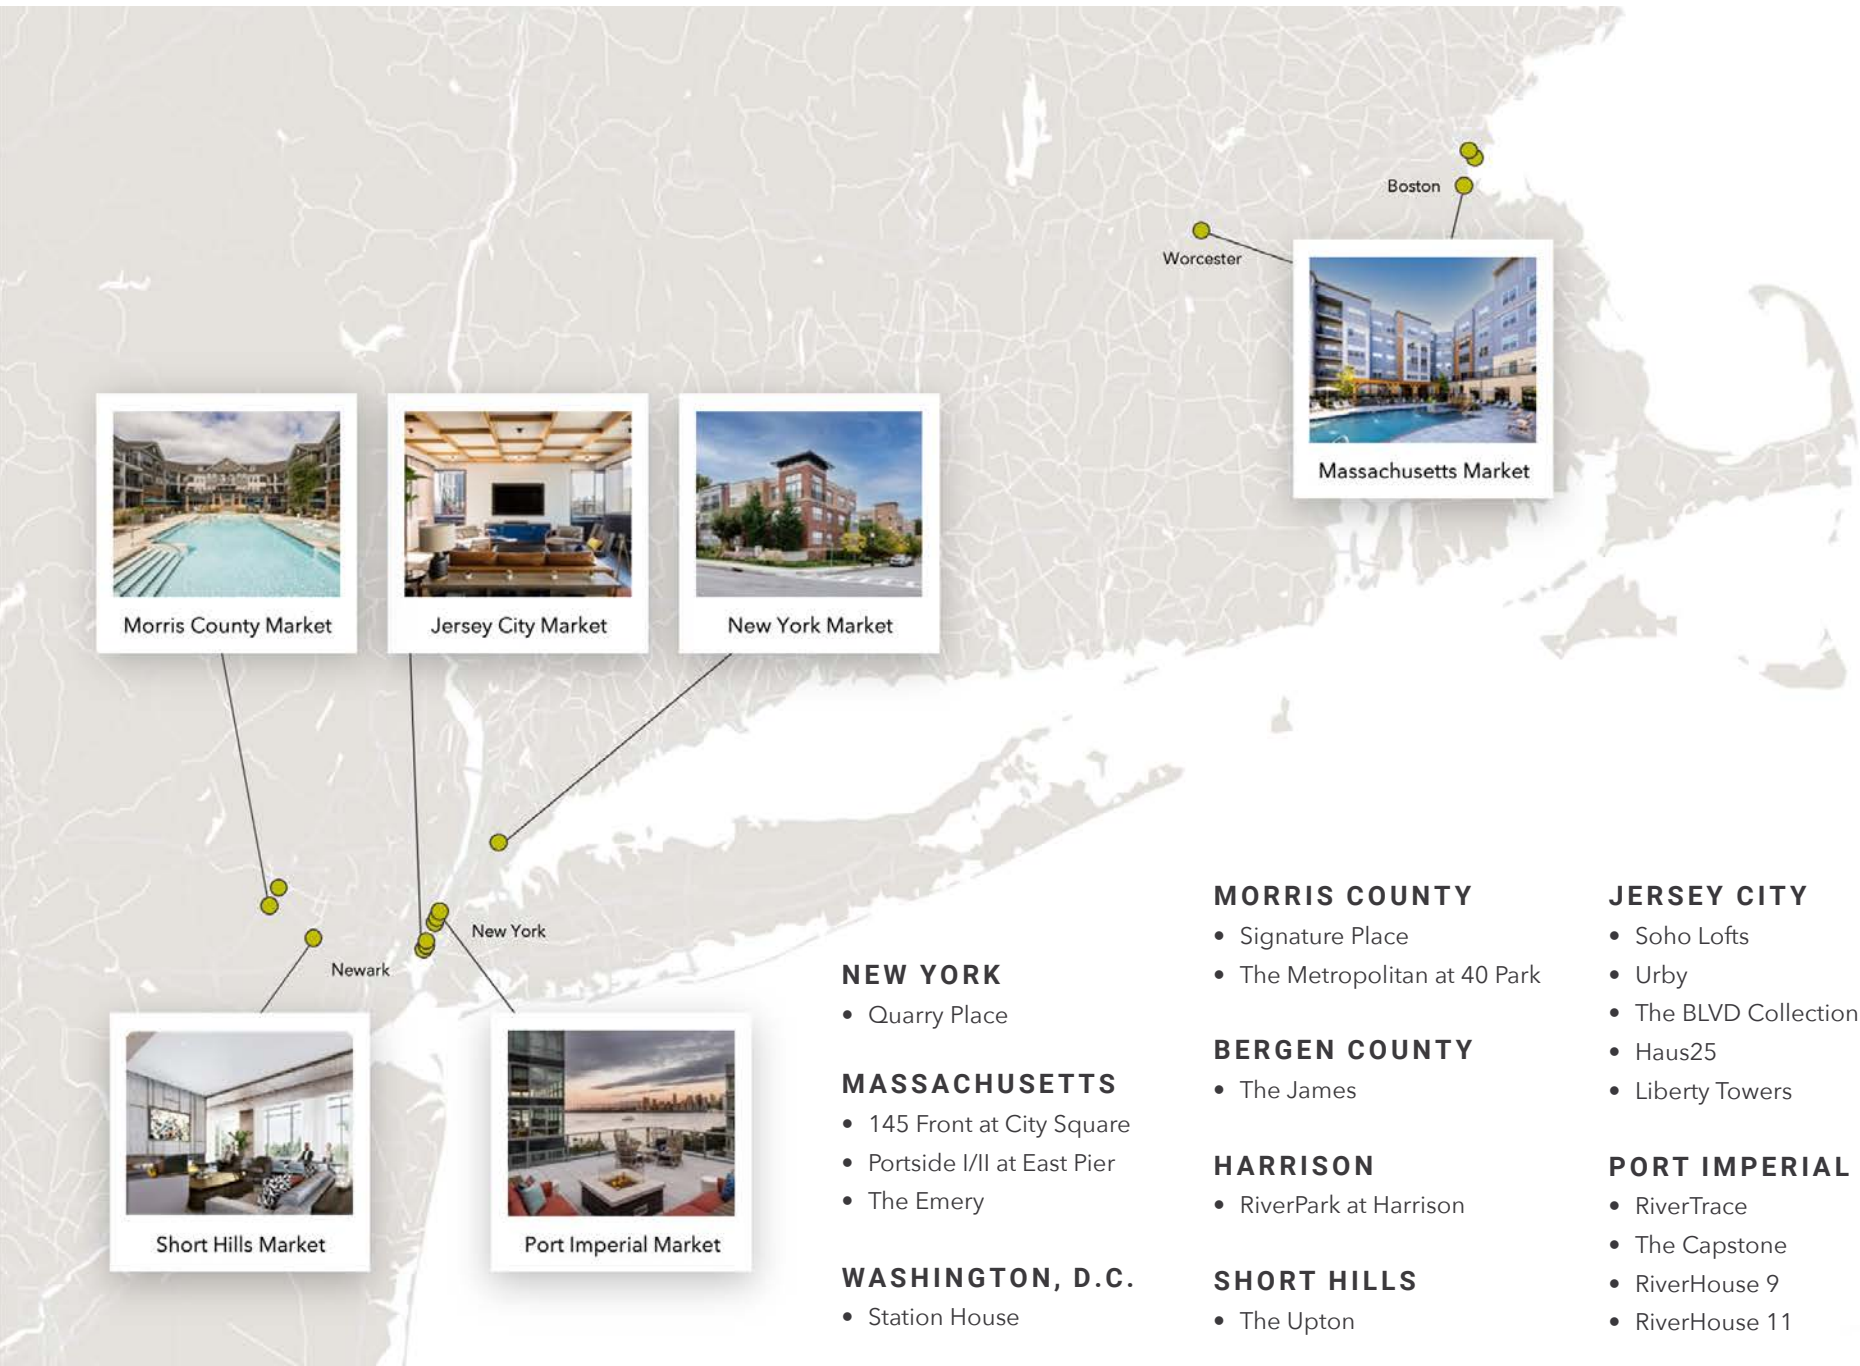 Boston
Worcester
Massachusetts Market
Morris County Market
Jersey City Market
New York Market
New York
Newark
Short Hills Market
Port Imperial Market
NEW YORK
• Quarry Place
MASSACHUSETTS
• 145 Front at City Square
• Portside I/II at East Pier
• The Emery
WASHINGTON, D.C.
• Station House
MORRIS COUNTY
• Signature Place
• The Metropolitan at 40 Park
BERGEN COUNTY
• The James
HARRISON
• RiverPark at Harrison
SHORT HILLS
• The Upton
JERSEY CITY
• Soho Lofts
• Urby
• The BLVD Collection
• Haus25
• Liberty Towers
PORT IMPERIAL
• RiverTrace
• The Capstone
• RiverHouse 9
• RiverHouse 11